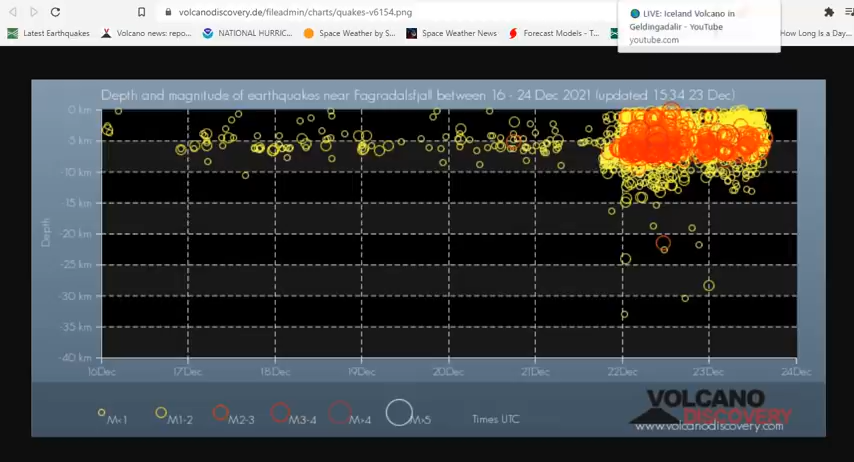 volcanodiscovery.de/fileadmin/charts/quakes-v6154.png
LIVE: Iceland Volcano in
Geldingadalir - YouTube
youtube.com
Latest Earthquakes
Volcano news: repo...
NATIONAL HURRIC...
Space Weather by S...
Space Weather News
Forecast Models - T...
How Long Is a Day...
Depth and magnitude of earthquakes near Fagradalsfjall between 16 - 24 Dec 2021 (updated 15:34 23 Dec)
0 km
-5 km
-10 km
-15 km
-20 km
-25 km
-30 km
-35 km
-40 km
Depth
16Dec 17Dec 18Dec 19Dec 20Dec 21Dec 22Dec 23Dec 24Dec
M<1 M1-2 M2-3 M3-4 M>4 M>5 Times UTC
VOLCANO
DISCOVERY
www.volcanodiscovery.com